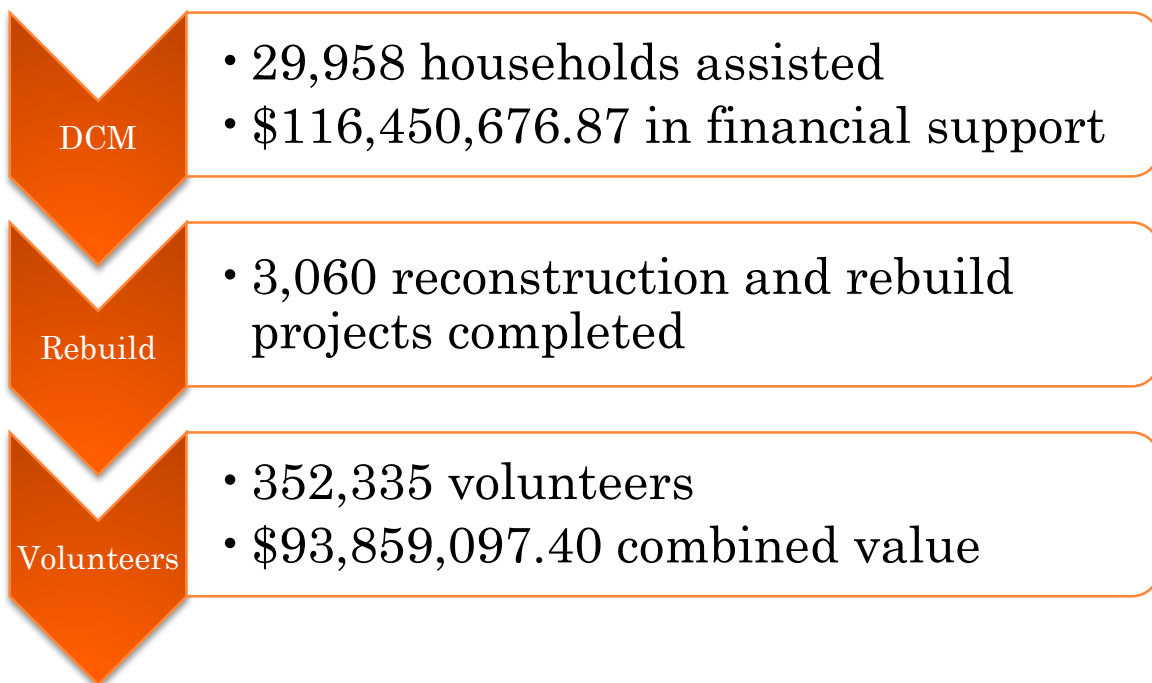 DCM
• 29,958 households assisted
• $116,450,676.87 in financial support
Rebuild
• 3,060 reconstruction and rebuild
projects completed
Volunteers
• 352,335 volunteers
• $93,859,097.40 combined value